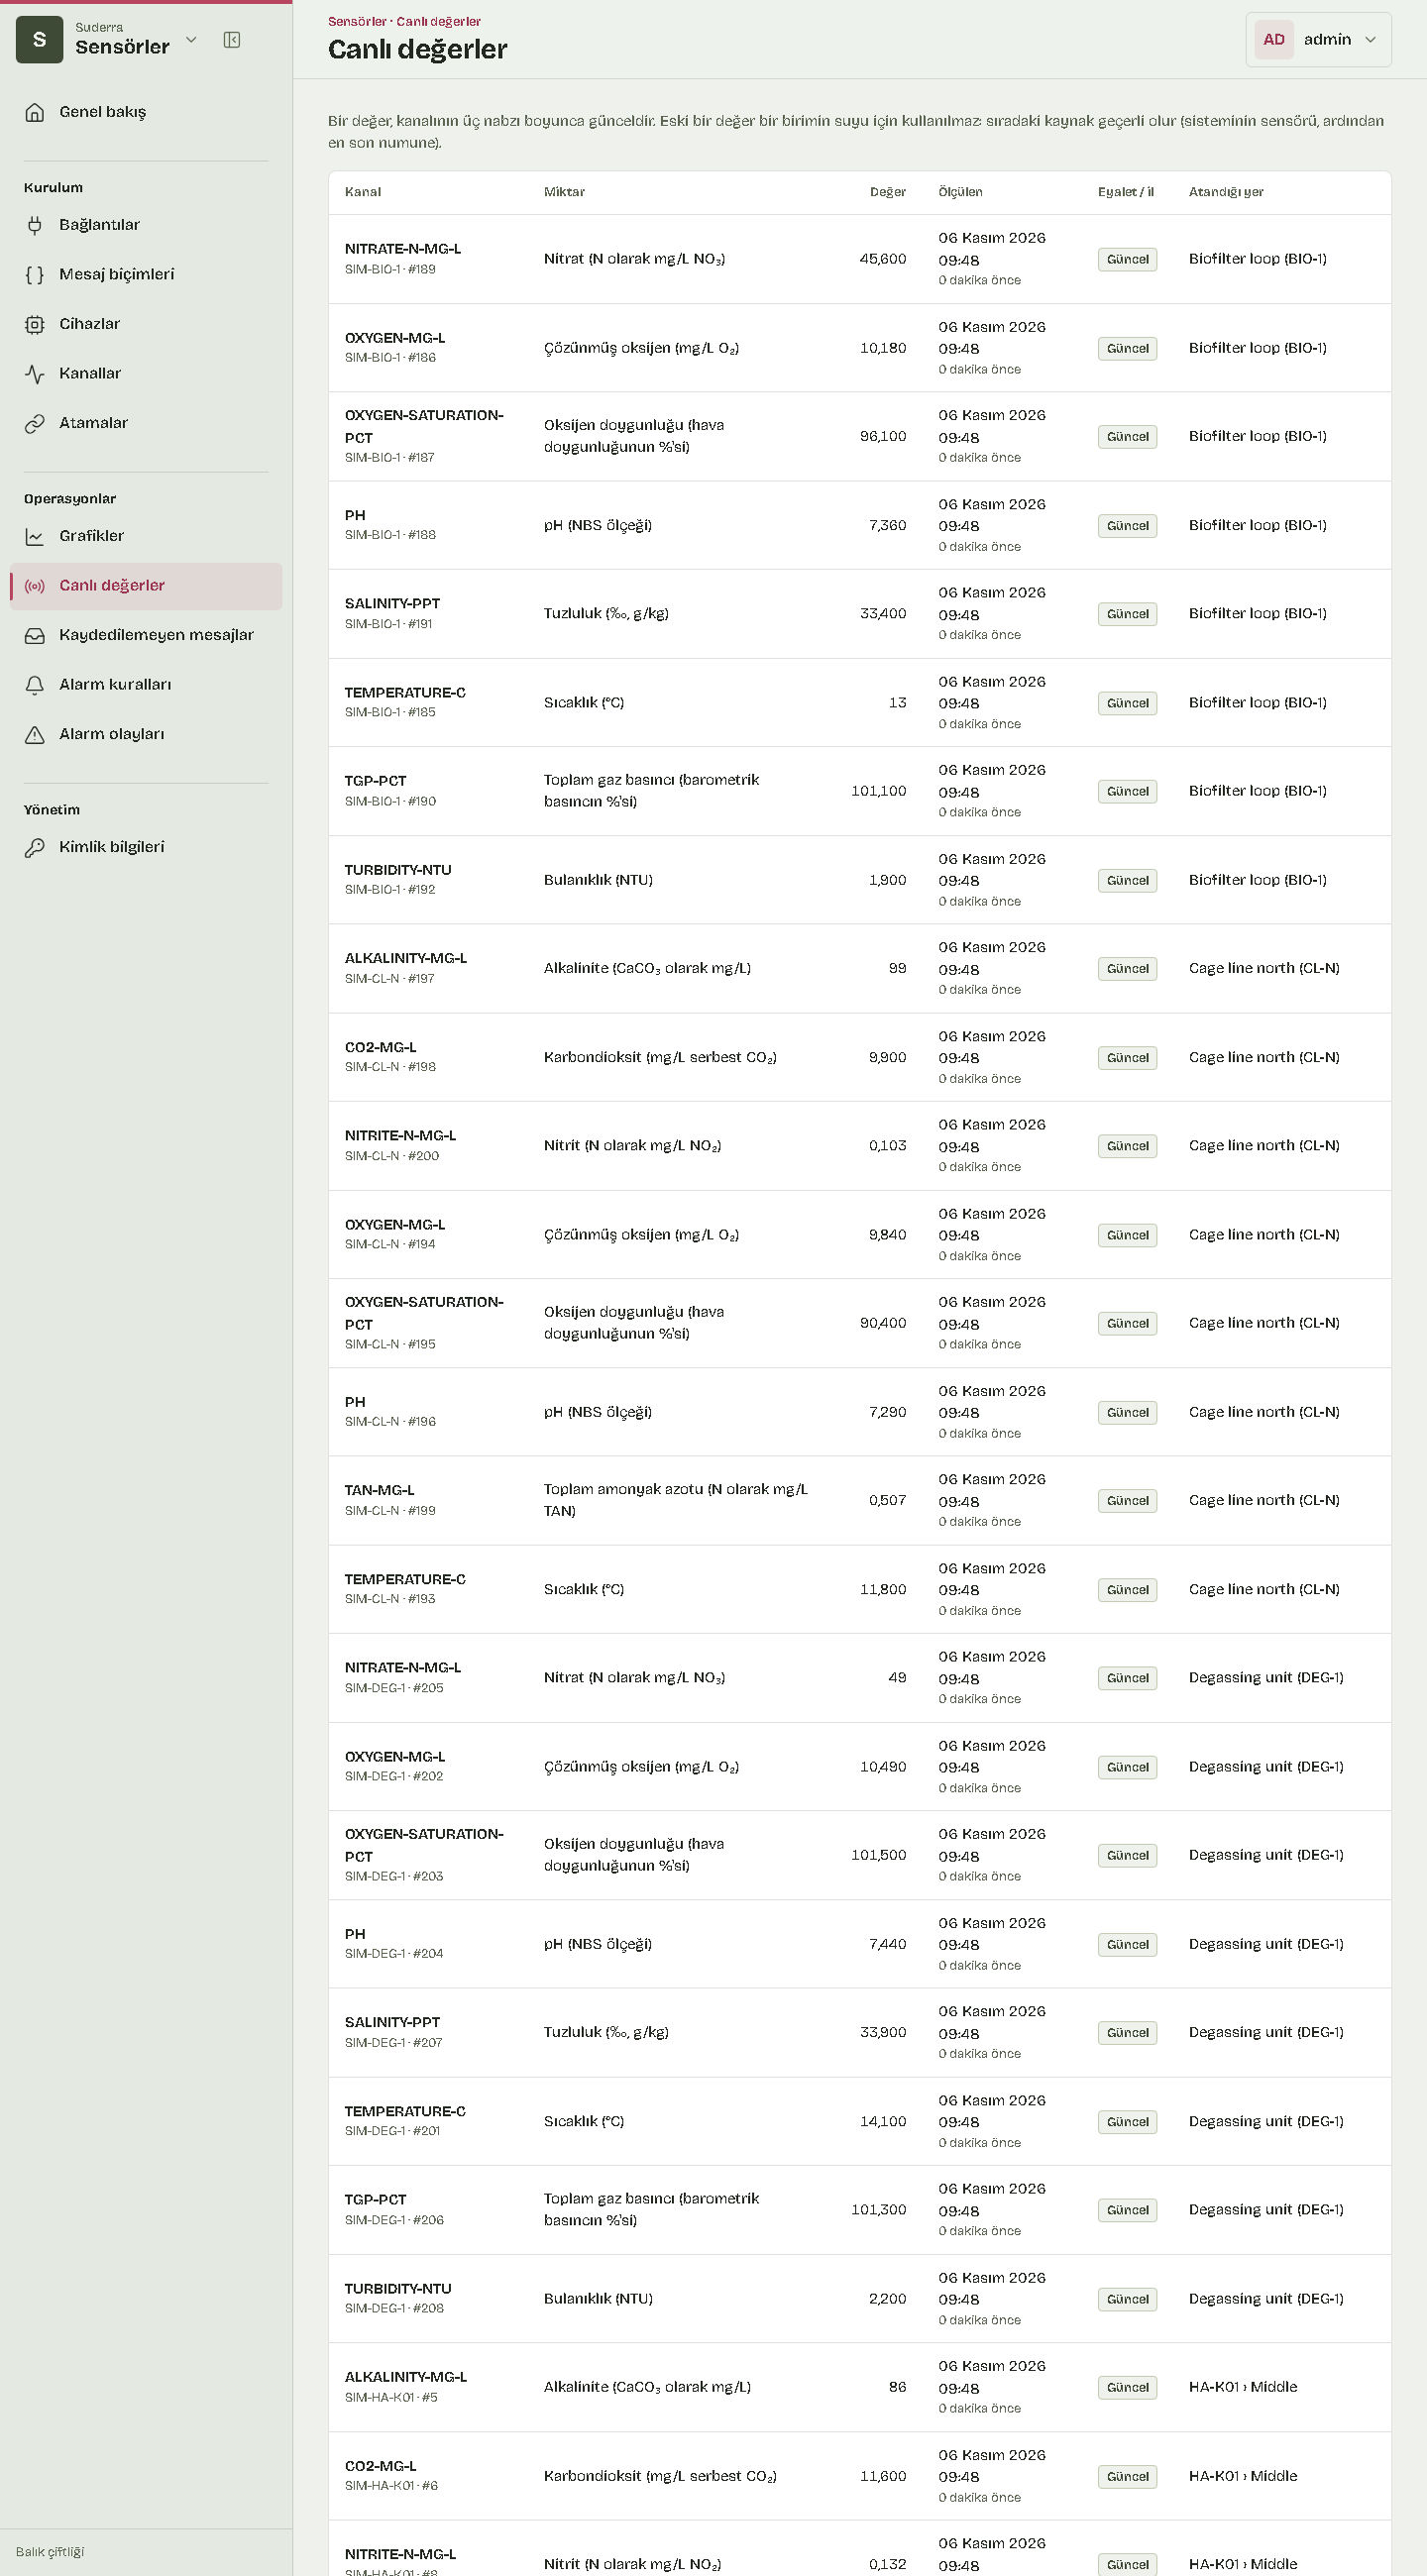 S
Suderra
Sensörler
Genel bakış
Kurulum
Bağlantılar
Mesaj biçimleri
Cihazlar
Kanallar
Atamalar
Operasyonlar
Grafikler
Canlı değerler
Kaydedilemeyen mesajlar
Alarm kuralları
Alarm olayları
Yönetim
Kimlik bilgileri
Balık çiftliği
Sensörler · Canlı değerler
Canlı değerler
AD admin
Bir değer, kanalının üç nabzı boyunca günceldir. Eski bir değer bir birimin suyu için kullanılmaz: sıradaki kaynak geçerli olur (sisteminin sensörü, ardından
en son numune).
Kanal Miktar Değer Ölçülen Eyalet / il Atandığı yer
NITRATE-N-MG-L
SIM-BIO-1 · #189
Nitrat (N olarak mg/L NO₃) 45,600
06 Kasım 2026
09:48
0 dakika önce
Güncel Biofilter loop (BIO-1)
OXYGEN-MG-L
SIM-BIO-1 · #186
Çözünmüş oksijen (mg/L O₂) 10,180
06 Kasım 2026
09:48
0 dakika önce
Güncel Biofilter loop (BIO-1)
OXYGEN-SATURATION-
PCT
SIM-BIO-1 · #187
Oksijen doygunluğu (hava
doygunluğunun %'si)
96,100
06 Kasım 2026
09:48
0 dakika önce
Güncel Biofilter loop (BIO-1)
PH
SIM-BIO-1 · #188
pH (NBS ölçeği) 7,360
06 Kasım 2026
09:48
0 dakika önce
Güncel Biofilter loop (BIO-1)
SALINITY-PPT
SIM-BIO-1 · #191
Tuzluluk (‰, g/kg) 33,400
06 Kasım 2026
09:48
0 dakika önce
Güncel Biofilter loop (BIO-1)
TEMPERATURE-C
SIM-BIO-1 · #185
Sıcaklık (°C) 13
06 Kasım 2026
09:48
0 dakika önce
Güncel Biofilter loop (BIO-1)
TGP-PCT
SIM-BIO-1 · #190
Toplam gaz basıncı (barometrik
basıncın %'si)
101,100
06 Kasım 2026
09:48
0 dakika önce
Güncel Biofilter loop (BIO-1)
TURBIDITY-NTU
SIM-BIO-1 · #192
Bulanıklık (NTU) 1,900
06 Kasım 2026
09:48
0 dakika önce
Güncel Biofilter loop (BIO-1)
ALKALINITY-MG-L
SIM-CL-N · #197
Alkalinite (CaCO₃ olarak mg/L) 99
06 Kasım 2026
09:48
0 dakika önce
Güncel Cage line north (CL-N)
CO2-MG-L
SIM-CL-N · #198
Karbondioksit (mg/L serbest CO₂) 9,900
06 Kasım 2026
09:48
0 dakika önce
Güncel Cage line north (CL-N)
NITRITE-N-MG-L
SIM-CL-N · #200
Nitrit (N olarak mg/L NO₂) 0,103
06 Kasım 2026
09:48
0 dakika önce
Güncel Cage line north (CL-N)
OXYGEN-MG-L
SIM-CL-N · #194
Çözünmüş oksijen (mg/L O₂) 9,840
06 Kasım 2026
09:48
0 dakika önce
Güncel Cage line north (CL-N)
OXYGEN-SATURATION-
PCT
SIM-CL-N · #195
Oksijen doygunluğu (hava
doygunluğunun %'si)
90,400
06 Kasım 2026
09:48
0 dakika önce
Güncel Cage line north (CL-N)
PH
SIM-CL-N · #196
pH (NBS ölçeği) 7,290
06 Kasım 2026
09:48
0 dakika önce
Güncel Cage line north (CL-N)
TAN-MG-L
SIM-CL-N · #199
Toplam amonyak azotu (N olarak mg/L
TAN)
0,507
06 Kasım 2026
09:48
0 dakika önce
Güncel Cage line north (CL-N)
TEMPERATURE-C
SIM-CL-N · #193
Sıcaklık (°C) 11,800
06 Kasım 2026
09:48
0 dakika önce
Güncel Cage line north (CL-N)
NITRATE-N-MG-L
SIM-DEG-1 · #205
Nitrat (N olarak mg/L NO₃) 49
06 Kasım 2026
09:48
0 dakika önce
Güncel Degassing unit (DEG-1)
OXYGEN-MG-L
SIM-DEG-1 · #202
Çözünmüş oksijen (mg/L O₂) 10,490
06 Kasım 2026
09:48
0 dakika önce
Güncel Degassing unit (DEG-1)
OXYGEN-SATURATION-
PCT
SIM-DEG-1 · #203
Oksijen doygunluğu (hava
doygunluğunun %'si)
101,500
06 Kasım 2026
09:48
0 dakika önce
Güncel Degassing unit (DEG-1)
PH
SIM-DEG-1 · #204
pH (NBS ölçeği) 7,440
06 Kasım 2026
09:48
0 dakika önce
Güncel Degassing unit (DEG-1)
SALINITY-PPT
SIM-DEG-1 · #207
Tuzluluk (‰, g/kg) 33,900
06 Kasım 2026
09:48
0 dakika önce
Güncel Degassing unit (DEG-1)
TEMPERATURE-C
SIM-DEG-1 · #201
Sıcaklık (°C) 14,100
06 Kasım 2026
09:48
0 dakika önce
Güncel Degassing unit (DEG-1)
TGP-PCT
SIM-DEG-1 · #206
Toplam gaz basıncı (barometrik
basıncın %'si)
101,300
06 Kasım 2026
09:48
0 dakika önce
Güncel Degassing unit (DEG-1)
TURBIDITY-NTU
SIM-DEG-1 · #208
Bulanıklık (NTU) 2,200
06 Kasım 2026
09:48
0 dakika önce
Güncel Degassing unit (DEG-1)
ALKALINITY-MG-L
SIM-HA-K01 · #5
Alkalinite (CaCO₃ olarak mg/L) 86
06 Kasım 2026
09:48
0 dakika önce
Güncel HA-K01 › Middle
CO2-MG-L
SIM-HA-K01 · #6
Karbondioksit (mg/L serbest CO₂) 11,600
06 Kasım 2026
09:48
0 dakika önce
Güncel HA-K01 › Middle
NITRITE-N-MG-L
SIM-HA-K01 · #8
Nitrit (N olarak mg/L NO₂) 0,132
06 Kasım 2026
09:48
Güncel HA-K01 › Middle